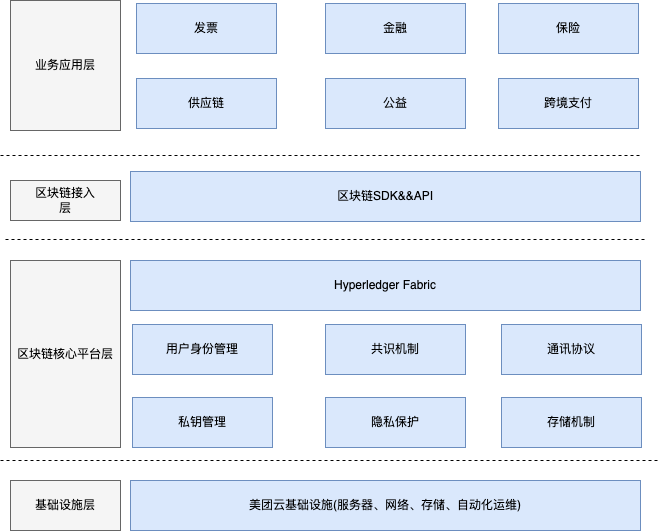 业务应用层
发票
金融
保险
供应链
公益
跨境支付
区块链接入
层
区块链SDK&&API
区块链核心平台层
Hyperledger Fabric
用户身份管理
共识机制
通讯协议
私钥管理
隐私保护
存储机制
基础设施层
美团云基础设施(服务器、网络、存储、自动化运维)